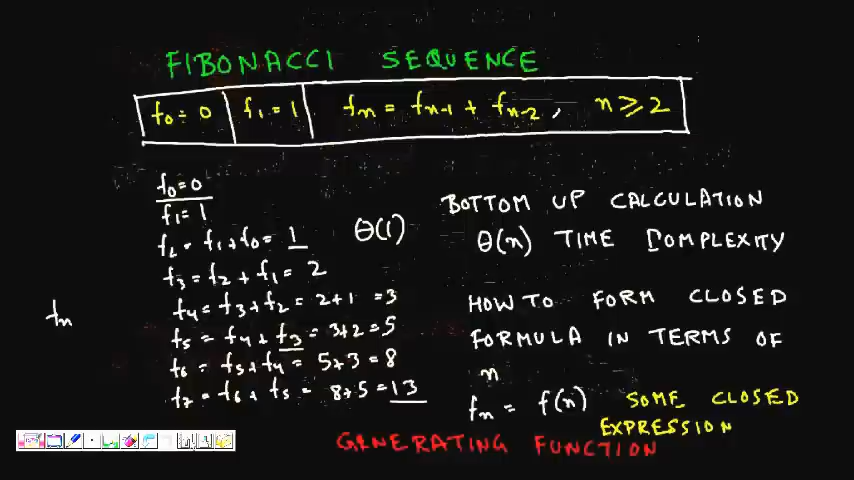 FIBONACCI SEQUENCE
f₀ = 0 f₁ = 1 fₙ = fₙ₋₁ + fₙ₋₂ , n ≥ 2
f₀ = 0
f₁ = 1
f₂ = f₁ + f₀ = 1
f₃ = f₂ + f₁ = 2
f₄ = f₃ + f₂ = 2+1 = 3
f₅ = f₄ + f₃ = 3+2 = 5
f₆ = f₅ + f₄ = 5+3 = 8
f₇ = f₆ + f₅ = 8+5 = 13
θ(1)
fₙ
BOTTOM UP CALCULATION
θ(n) TIME COMPLEXITY
HOW TO FORM CLOSED
FORMULA IN TERMS OF
n
fₙ = f(n) SOME CLOSED
EXPRESSION
GENERATING FUNCTION